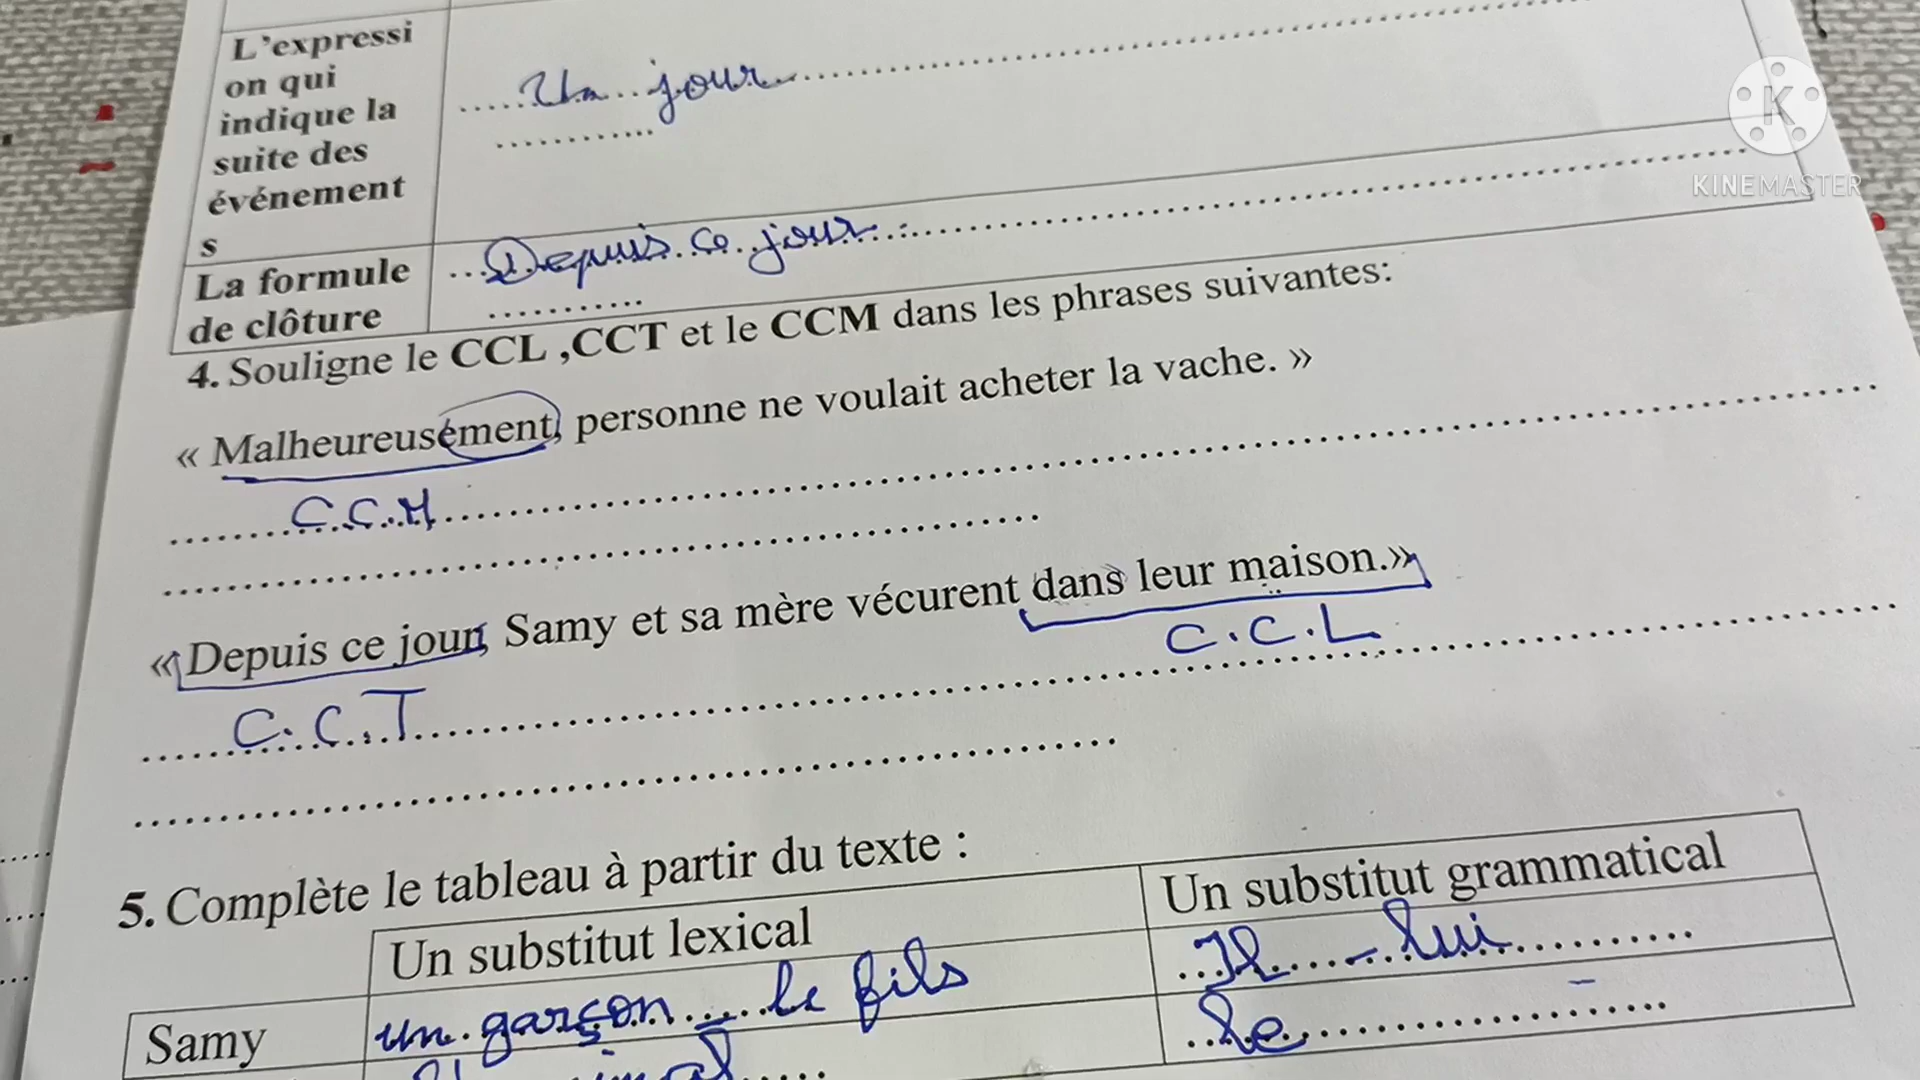 L'expressi
on qui
indique la
suite des
événement
s
Un jour
La formule
de clôture
Depuis ce jour
4. Souligne le CCL ,CCT et le CCM dans les phrases suivantes:
« Malheureusement, personne ne voulait acheter la vache. »
C.C.M
«Depuis ce jour, Samy et sa mère vécurent dans leur maison.»
C.C.L
C.C.T
5. Complète le tableau à partir du texte :
Un substitut lexical
Un substitut grammatical
Samy
un garçon - le fils
Il - lui
le
K
KINEMASTER